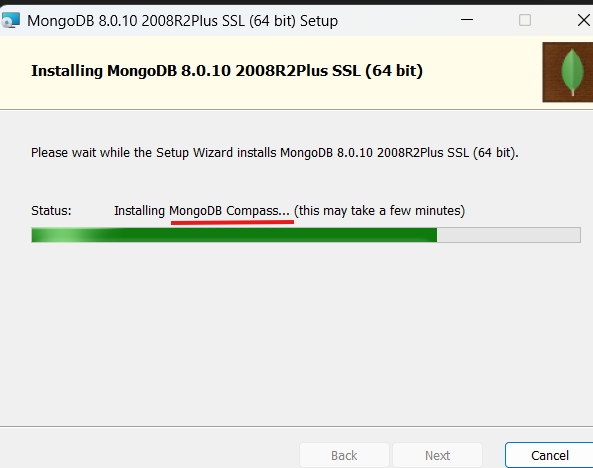 MongoDB 8.0.10 2008R2Plus SSL (64 bit) Setup
Installing MongoDB 8.0.10 2008R2Plus SSL (64 bit)
Please wait while the Setup Wizard installs MongoDB 8.0.10 2008R2Plus SSL (64 bit).
Status: Installing MongoDB Compass... (this may take a few minutes)
Back Next Cancel